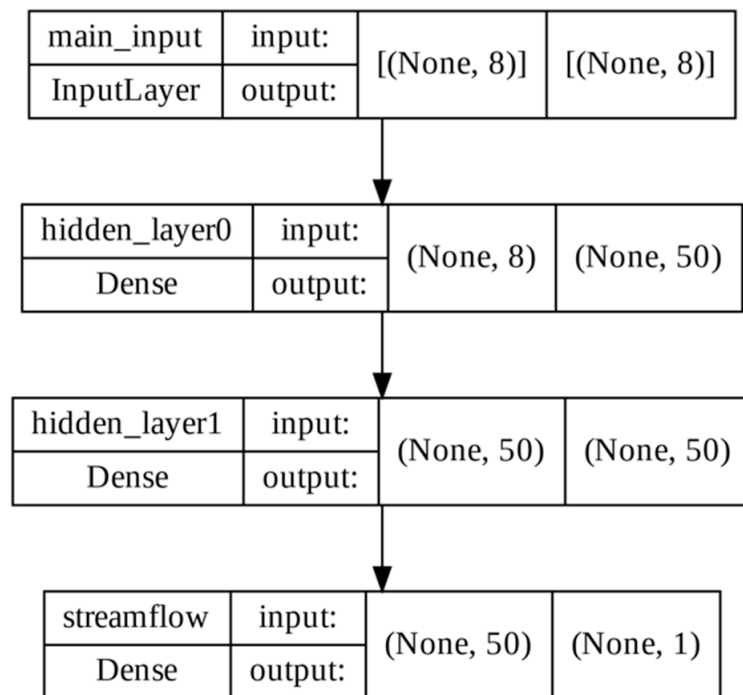 main_input input: [(None, 8)] [(None, 8)]
InputLayer output:
hidden_layer0 input: (None, 8) (None, 50)
Dense output:
hidden_layer1 input: (None, 50) (None, 50)
Dense output:
streamflow input: (None, 50) (None, 1)
Dense output: